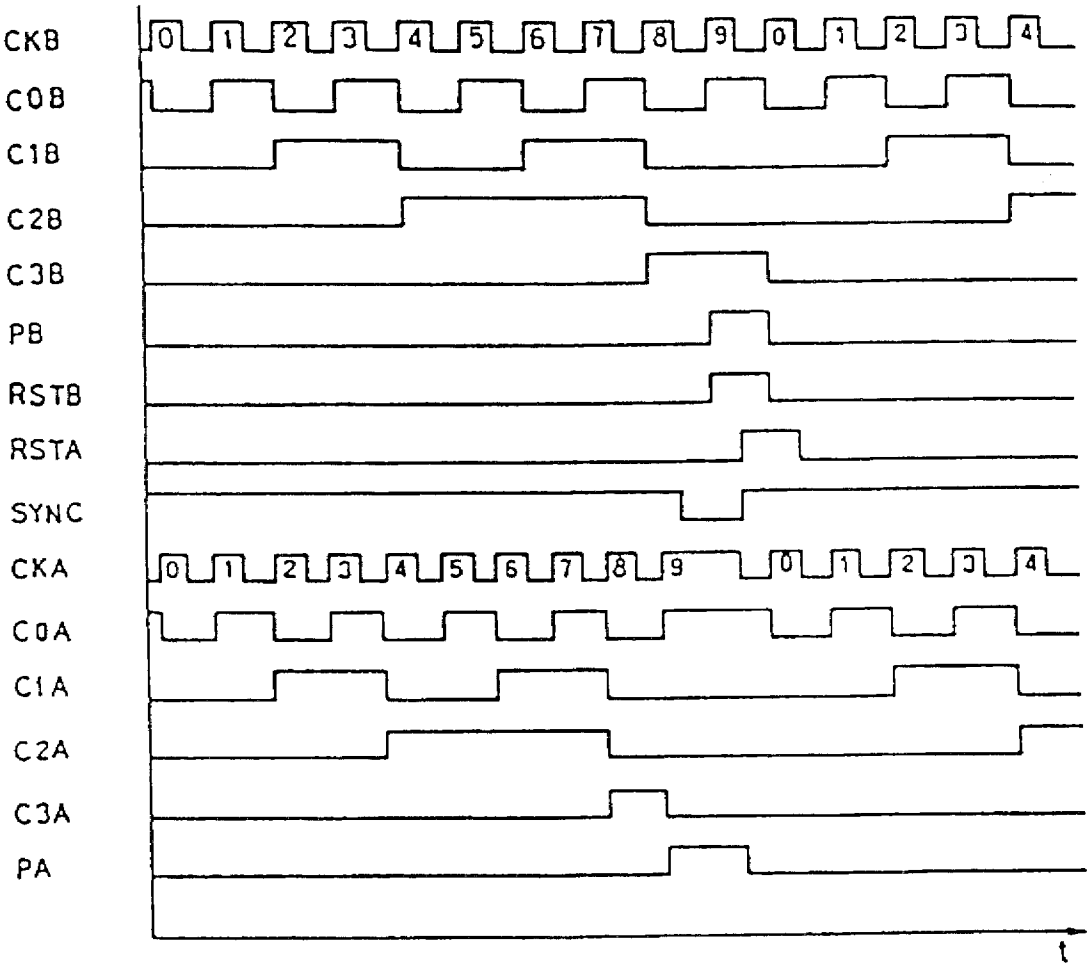 CKB 0 1 2 3 4 5 6 7 8 9 0 1 2 3 4
C0B
C1B
C2B
C3B
PB
RSTB
RSTA
SYNC
CKA 0 1 2 3 4 5 6 7 8 9 0 1 2 3 4
C0A
C1A
C2A
C3A
PA
t